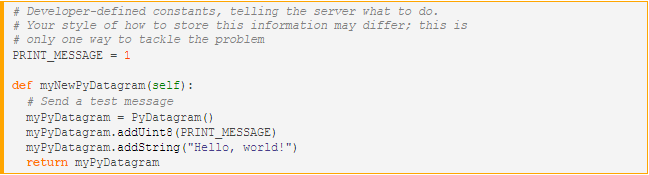 # Developer-defined constants, telling the server what to do.
# Your style of how to store this information may differ; this is
# only one way to tackle the problem
PRINT_MESSAGE = 1

def myNewPyDatagram(self):
  # Send a test message
  myPyDatagram = PyDatagram()
  myPyDatagram.addUint8(PRINT_MESSAGE)
  myPyDatagram.addString("Hello, world!")
  return myPyDatagram